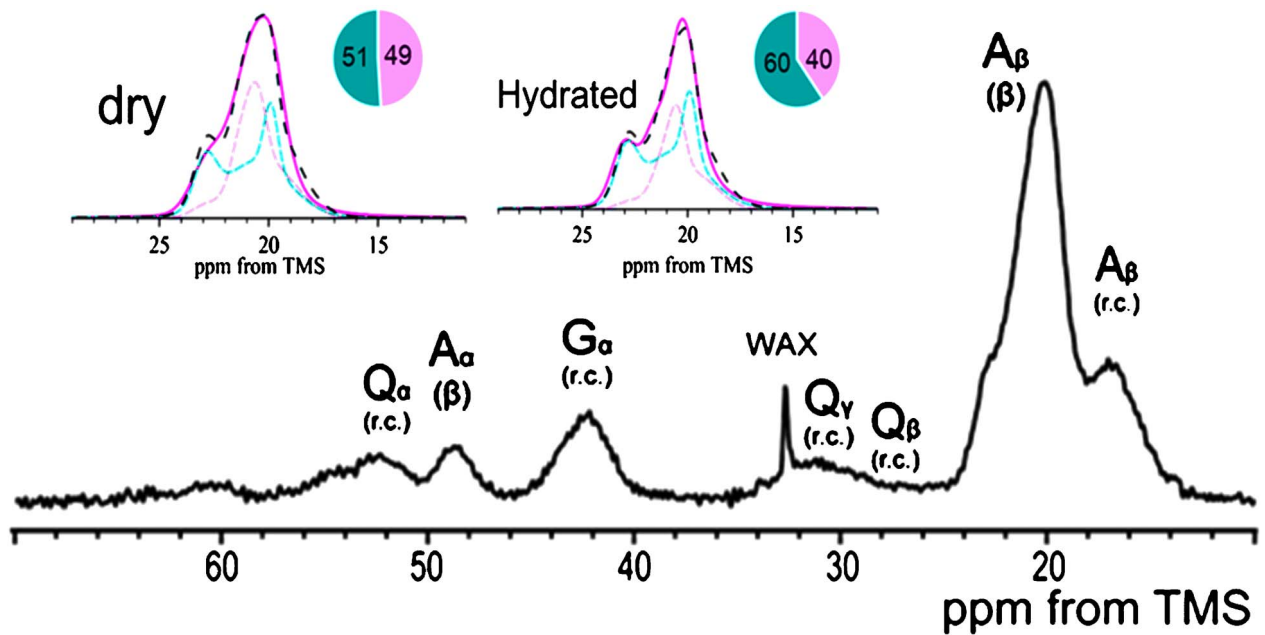 dry
51 49
25 20 15
ppm from TMS
Hydrated
60 40
25 20 15
ppm from TMS
Qα
(r.c.)
Aα
(β)
Gα
(r.c.)
WAX
Qγ
(r.c.)
Qβ
(r.c.)
Aβ
(β)
Aβ
(r.c.)
60 50 40 30 20
ppm from TMS